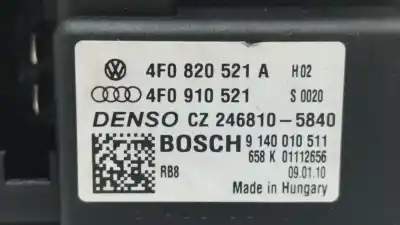 4F0 820 521 A H02
4F0 910 521 S 0020
DENSO CZ 246810-5840
BOSCH 9 140 010 511
658 K 01112656
RB8 09.01.10
Made in Hungary